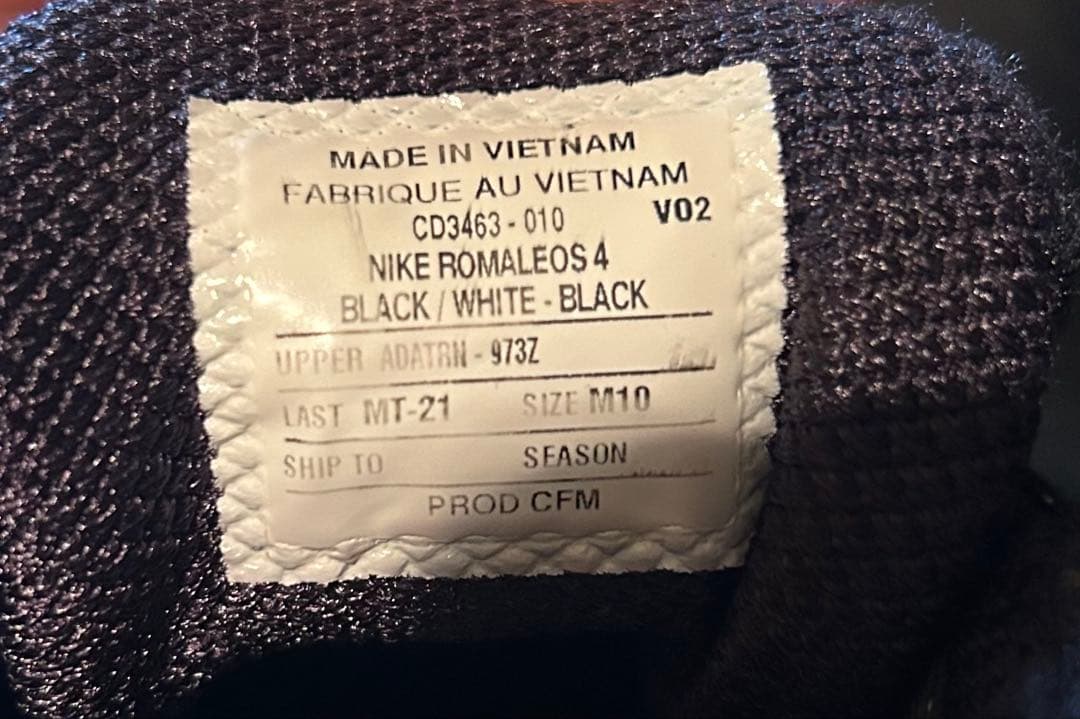 MADE IN VIETNAM
FABRIQUE AU VIETNAM
CD3463-010 V02
NIKE ROMALEOS 4
BLACK / WHITE - BLACK
UPPER ADATRN - 973Z
LAST MT-21 SIZE M10
SHIP TO SEASON
PROD CFM